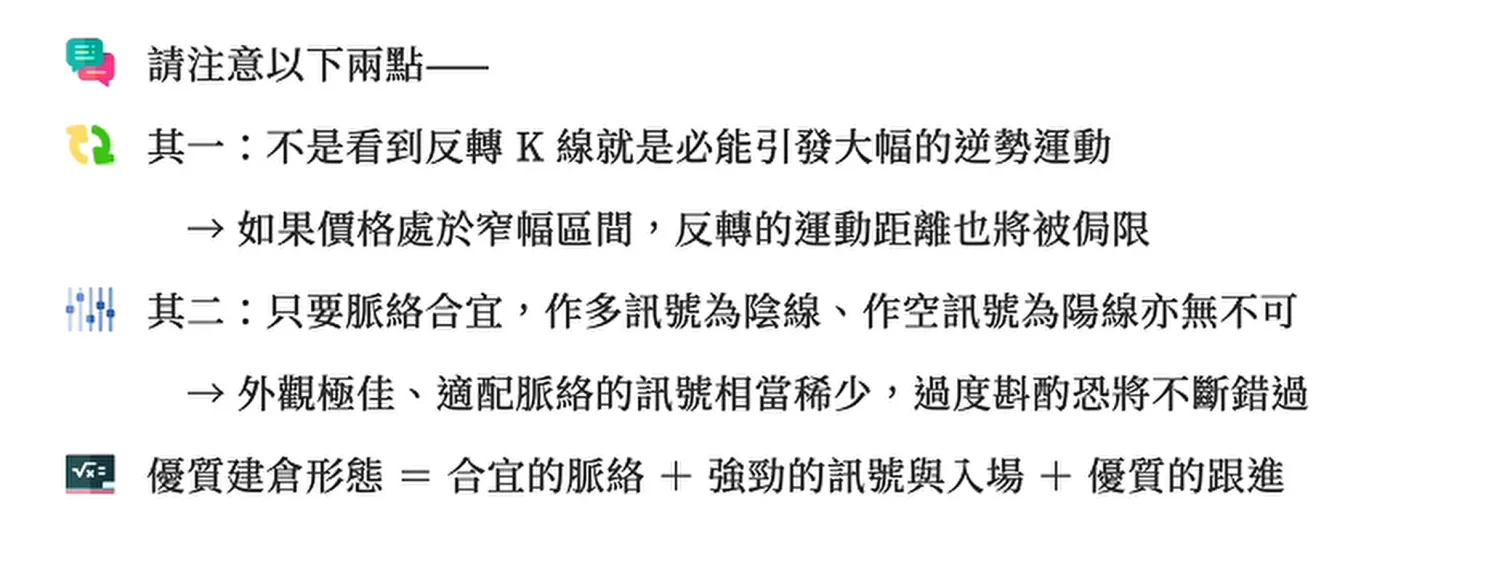 請注意以下兩點——
其一：不是看到反轉 K 線就是必能引發大幅的逆勢運動
→ 如果價格處於窄幅區間，反轉的運動距離也將被侷限
其二：只要脈絡合宜，作多訊號為陰線、作空訊號為陽線亦無不可
→ 外觀極佳、適配脈絡的訊號相當稀少，過度斟酌恐將不斷錯過
優質建倉形態 = 合宜的脈絡 + 強勁的訊號與入場 + 優質的跟進